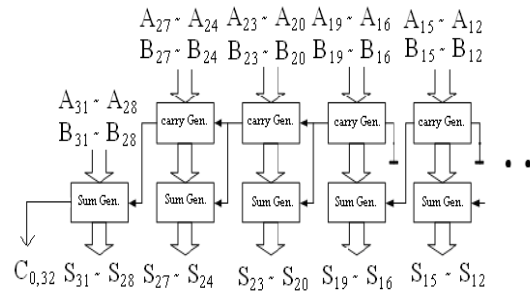 A27 ~ A24 A23 ~ A20 A19 ~ A16 A15 ~ A12
B27 ~ B24 B23 ~ B20 B19 ~ B16 B15 ~ B12
A31 ~ A28
B31 ~ B28
carry Gen. carry Gen. carry Gen. carry Gen.
Sum Gen. Sum Gen. Sum Gen. Sum Gen. Sum Gen.
C0,32 S31 ~ S28 S27 ~ S24 S23 ~ S20 S19 ~ S16 S15 ~ S12